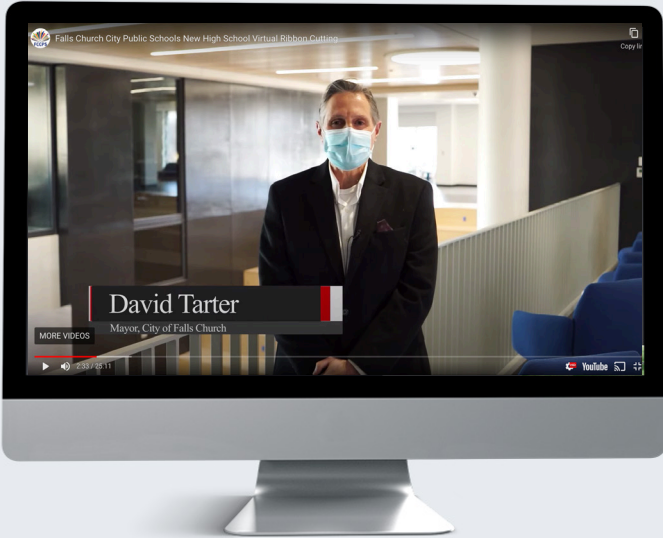 FCCPS
Falls Church City Public Schools New High School Virtual Ribbon Cutting
Copy lin
David Tarter
Mayor, City of Falls Church
MORE VIDEOS
2:33 / 25:11
YouTube